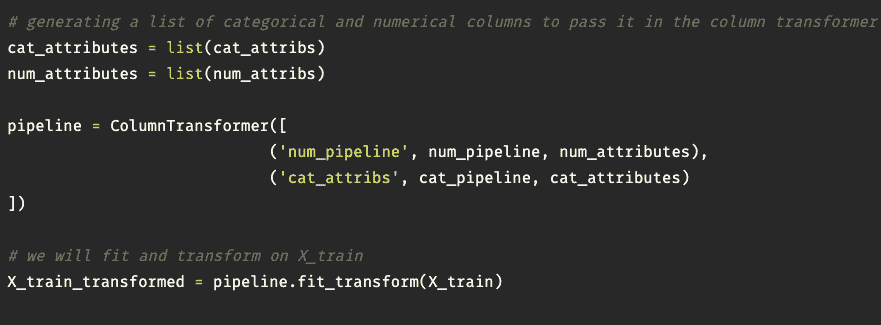 # generating a list of categorical and numerical columns to pass it in the column transformer
cat_attributes = list(cat_attribs)
num_attributes = list(num_attribs)
pipeline = ColumnTransformer([
('num_pipeline', num_pipeline, num_attributes),
('cat_attribs', cat_pipeline, cat_attributes)
])
# we will fit and transform on X_train
X_train_transformed = pipeline.fit_transform(X_train)